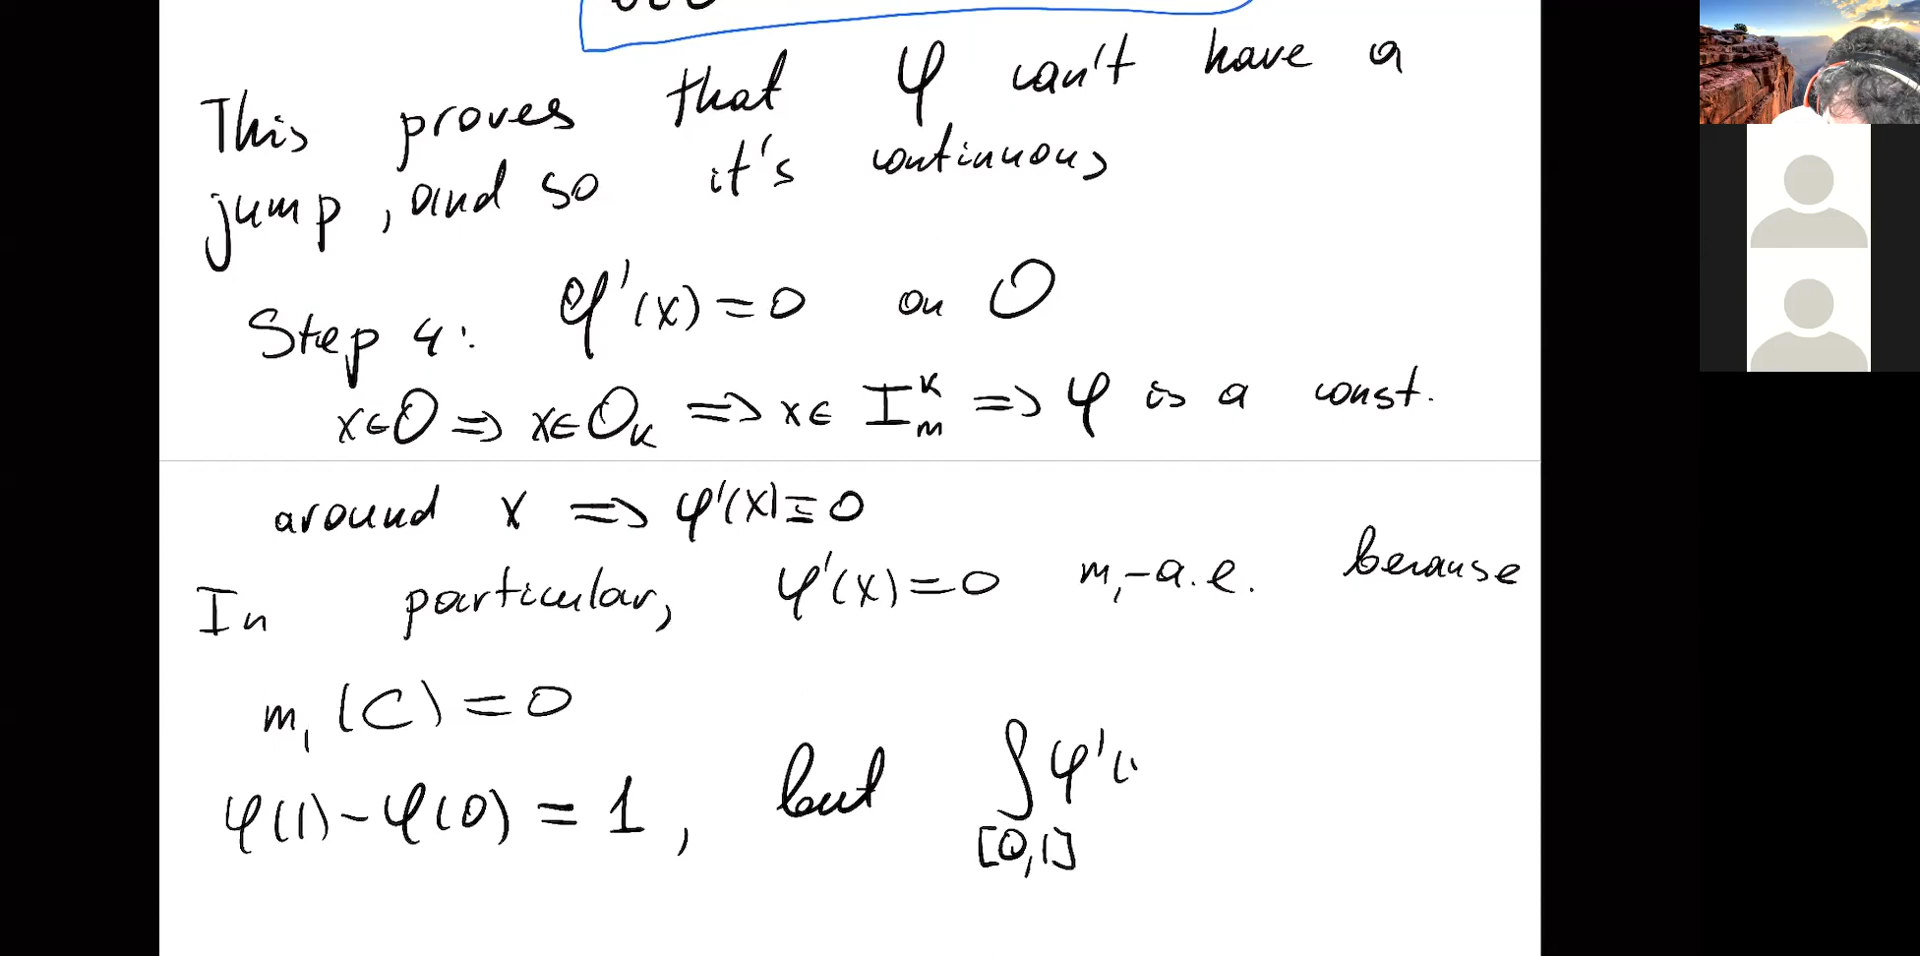 This proves that φ can't have a
jump, and so it's continuous
Step 4: φ'(x) = 0 on O
x∈O => x∈O_k => x∈ I_m^k => φ is a const.
around x => φ'(x) = 0
In particular, φ'(x) = 0 m₁-a.e. because
m₁(C) = 0
φ(1) - φ(0) = 1, but ∫_[0,1] φ'(